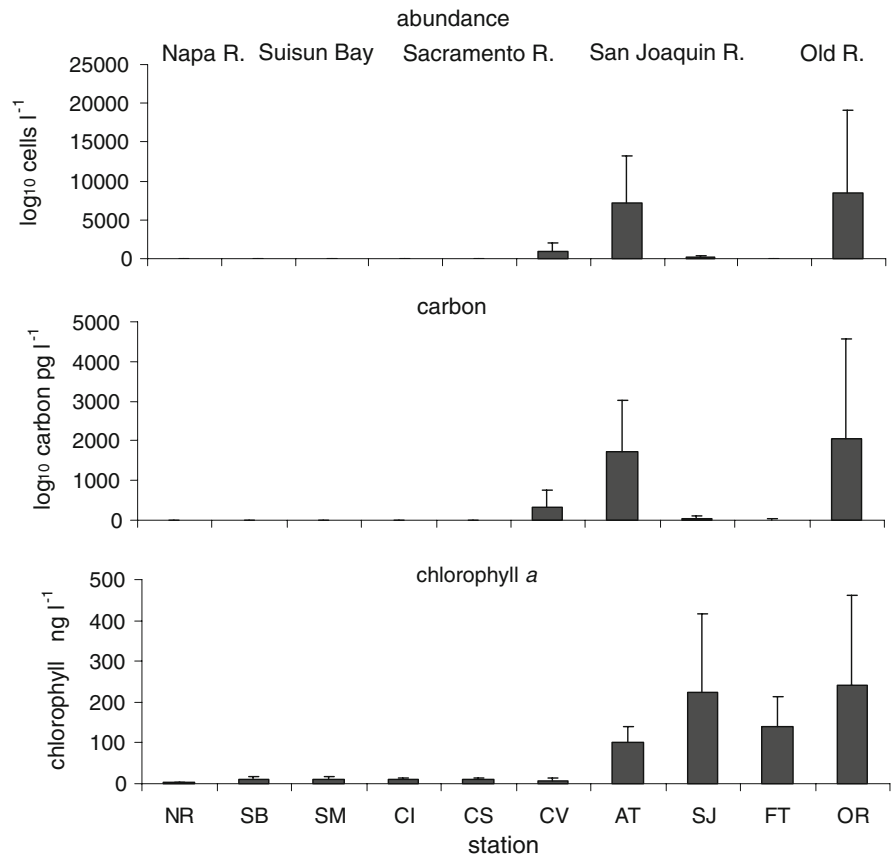 abundance
Napa R. Suisun Bay Sacramento R. San Joaquin R. Old R.
25000
20000
15000
10000
5000
0
log10 cells l-1
carbon
5000
4000
3000
2000
1000
0
log10 carbon pg l-1
chlorophyll a
500
400
300
200
100
0
chlorophyll ng l-1
NR SB SM CI CS CV AT SJ FT OR
station